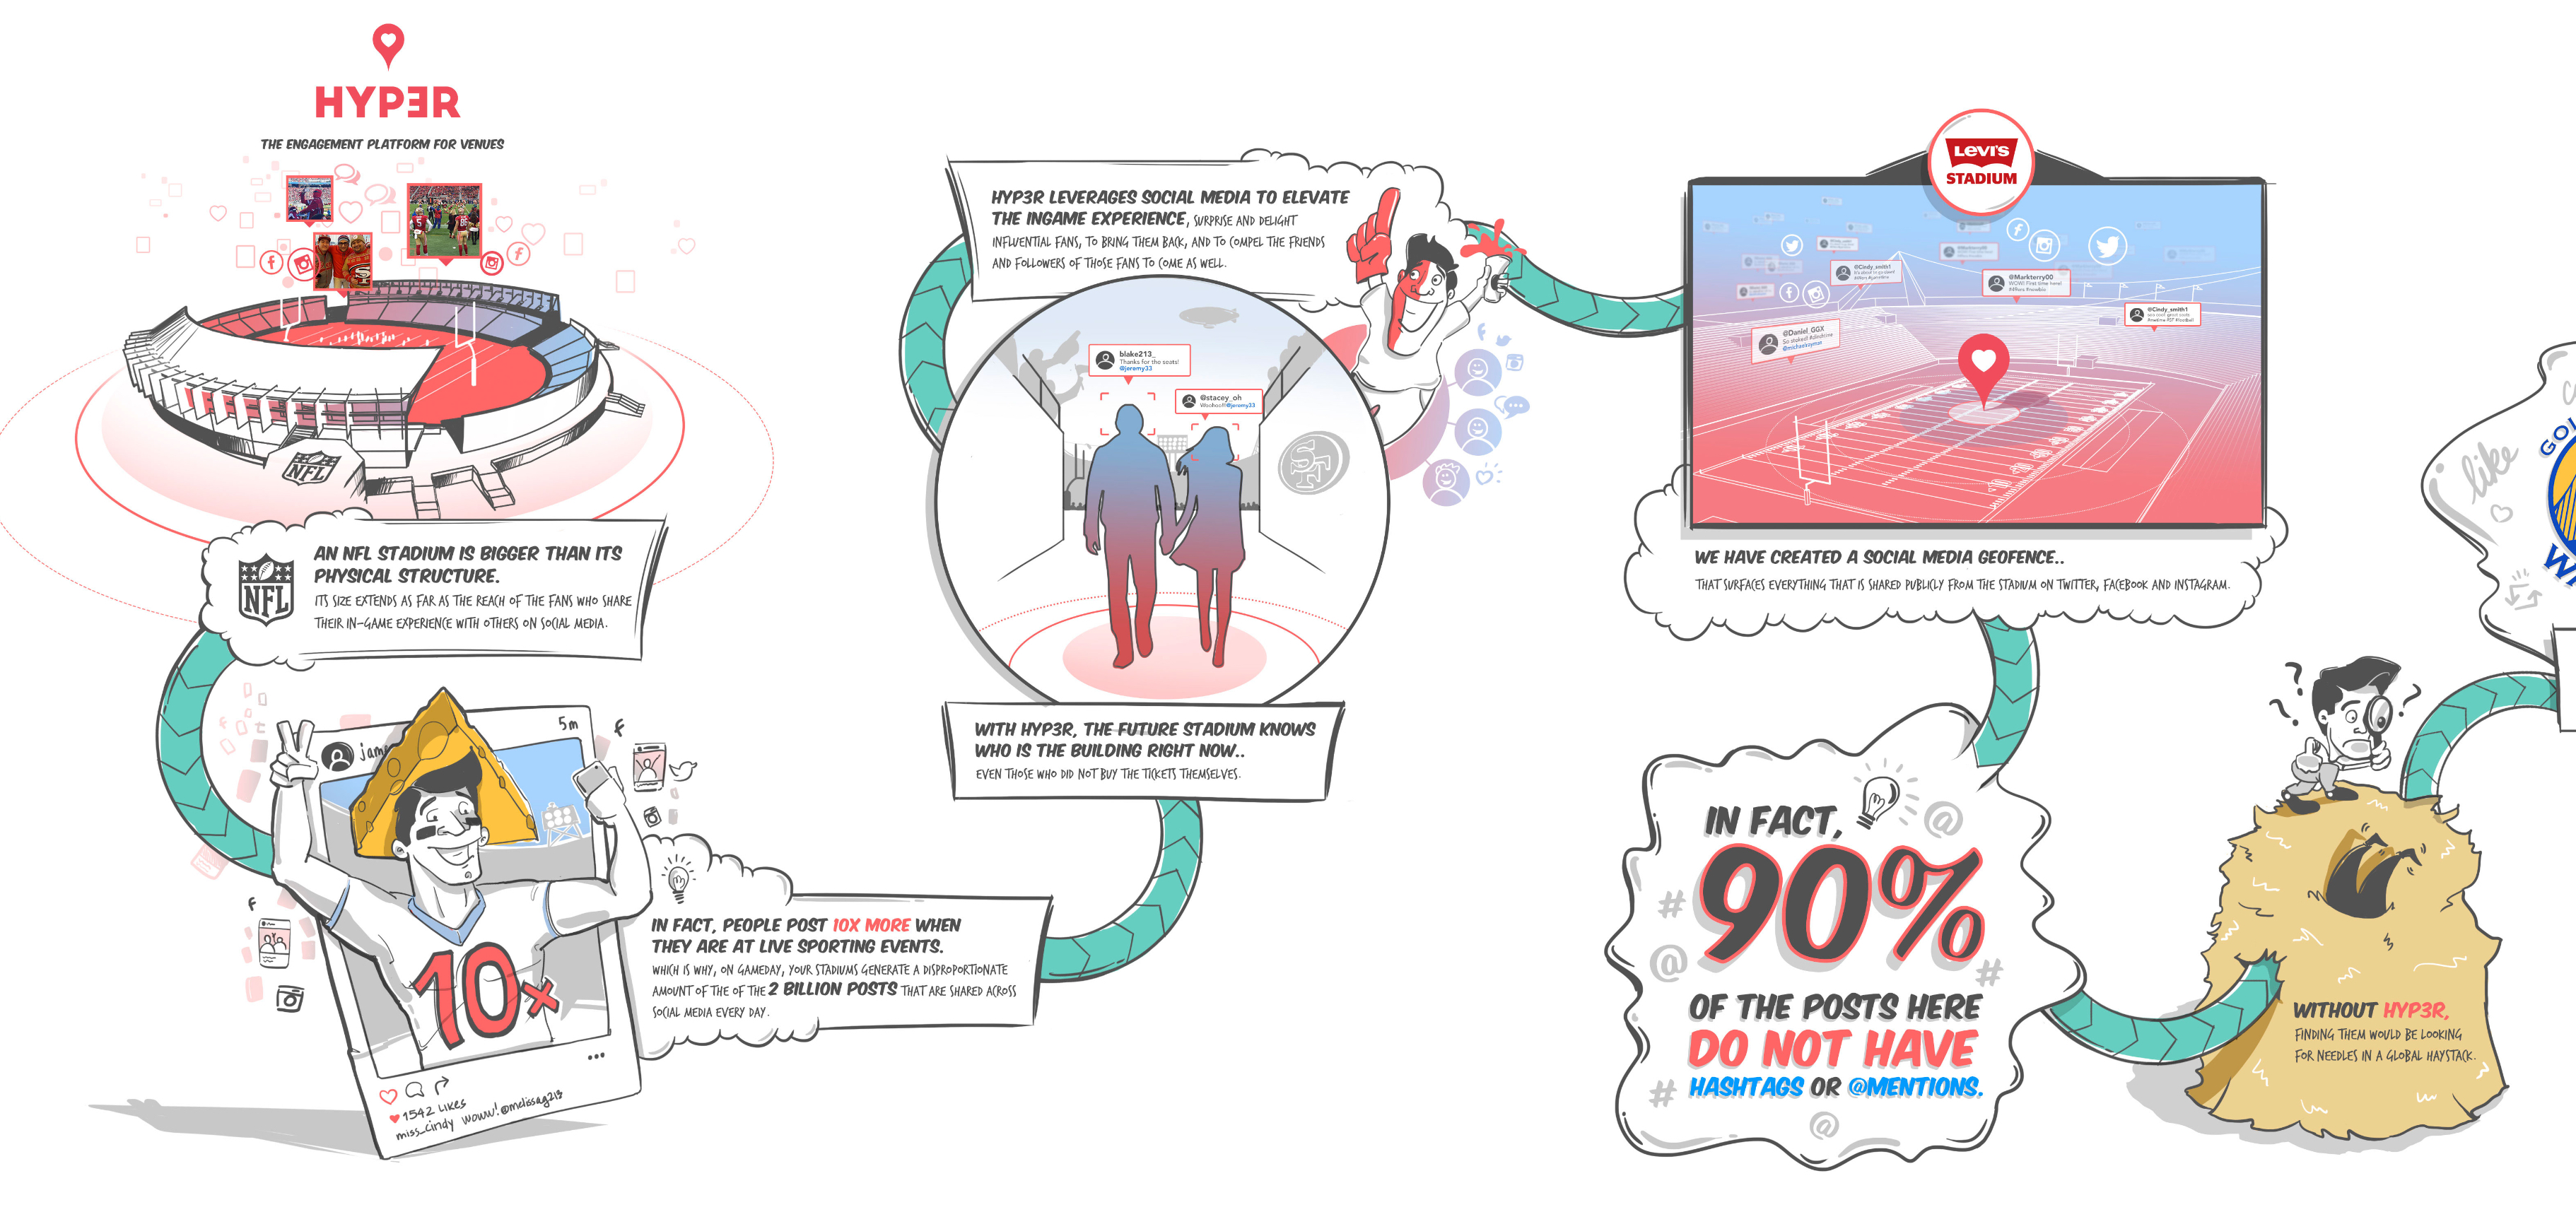 HYPƎR
THE ENGAGEMENT PLATFORM FOR VENUES
NFL
NFL
AN NFL STADIUM IS BIGGER THAN ITS
PHYSICAL STRUCTURE.
ITS SIZE EXTENDS AS FAR AS THE REACH OF THE FANS WHO SHARE
THEIR IN-GAME EXPERIENCE WITH OTHERS ON SOCIAL MEDIA.
5m
10x
1542 LIKES
miss_cindy woww! @melissag213
IN FACT, PEOPLE POST 10X MORE WHEN
THEY ARE AT LIVE SPORTING EVENTS.
WHICH IS WHY, ON GAMEDAY, YOUR STADIUMS GENERATE A DISPROPORTIONATE
AMOUNT OF THE OF THE 2 BILLION POSTS THAT ARE SHARED ACROSS
SOCIAL MEDIA EVERY DAY.
HYP3R LEVERAGES SOCIAL MEDIA TO ELEVATE
THE INGAME EXPERIENCE, SURPRISE AND DELIGHT
INFLUENTIAL FANS, TO BRING THEM BACK, AND TO COMPEL THE FRIENDS
AND FOLLOWERS OF THOSE FANS TO COME AS WELL.
blake213_
Thanks for the seats!
@jeremy33
@stacey_oh
Woohoo!!! @jeremy33
SF
WITH HYP3R, THE FUTURE STADIUM KNOWS
WHO IS THE BUILDING RIGHT NOW..
EVEN THOSE WHO DID NOT BUY THE TICKETS THEMSELVES.
LEVI'S
STADIUM
@Cindy_smith1
@Markterry00
WOW!! First time here!
@Cindy_smith1
@Daniel_GGX
WE HAVE CREATED A SOCIAL MEDIA GEOFENCE..
THAT SURFACES EVERYTHING THAT IS SHARED PUBLICLY FROM THE STADIUM ON TWITTER, FACEBOOK AND INSTAGRAM.
IN FACT,
90%
OF THE POSTS HERE
DO NOT HAVE
HASHTAGS OR @MENTIONS.
WITHOUT HYP3R,
FINDING THEM WOULD BE LOOKING
FOR NEEDLES IN A GLOBAL HAYSTACK.
like